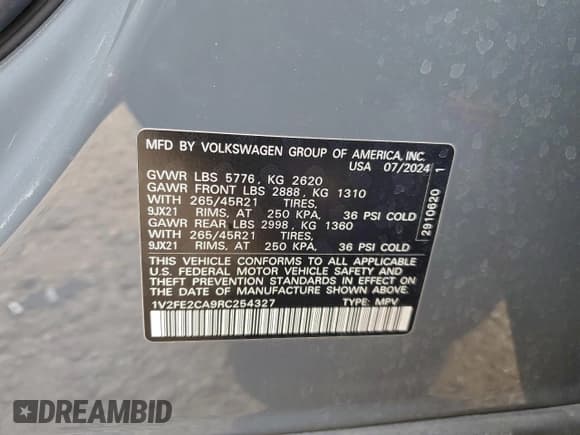 MFD BY VOLKSWAGEN GROUP OF AMERICA, INC.
USA 07/2024
GVWR LBS 5776, KG 2620
GAWR FRONT LBS 2888, KG 1310
WITH 265/45R21 TIRES,
9JX21 RIMS, AT 250 KPA, 36 PSI COLD
GAWR REAR LBS 2998, KG 1360
WITH 265/45R21 TIRES,
9JX21 RIMS, AT 250 KPA, 36 PSI COLD
THIS VEHICLE CONFORMS TO ALL APPLICABLE
U.S. FEDERAL MOTOR VEHICLE SAFETY AND
THEFT PREVENTION STANDARDS IN EFFECT ON
THE DATE OF MANUFACTURE SHOWN ABOVE.
1V2FE2CA9RC254327 TYPE: MPV
2910620 1
DREAMBID